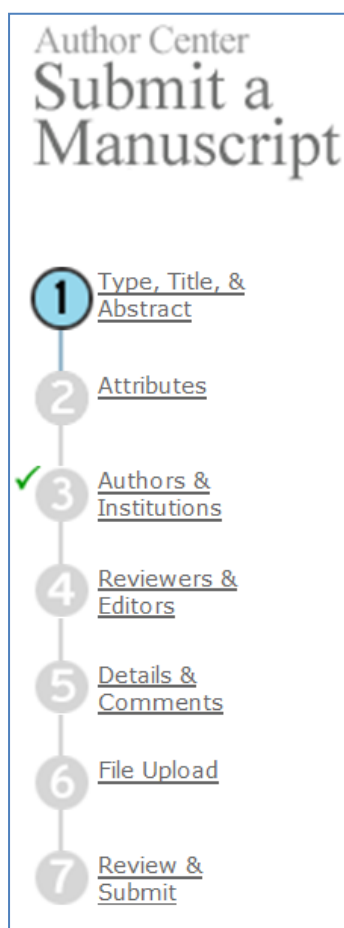 Author Center
Submit a
Manuscript
1 Type, Title, &
Abstract
2 Attributes
3 Authors &
Institutions
4 Reviewers &
Editors
5 Details &
Comments
6 File Upload
7 Review &
Submit